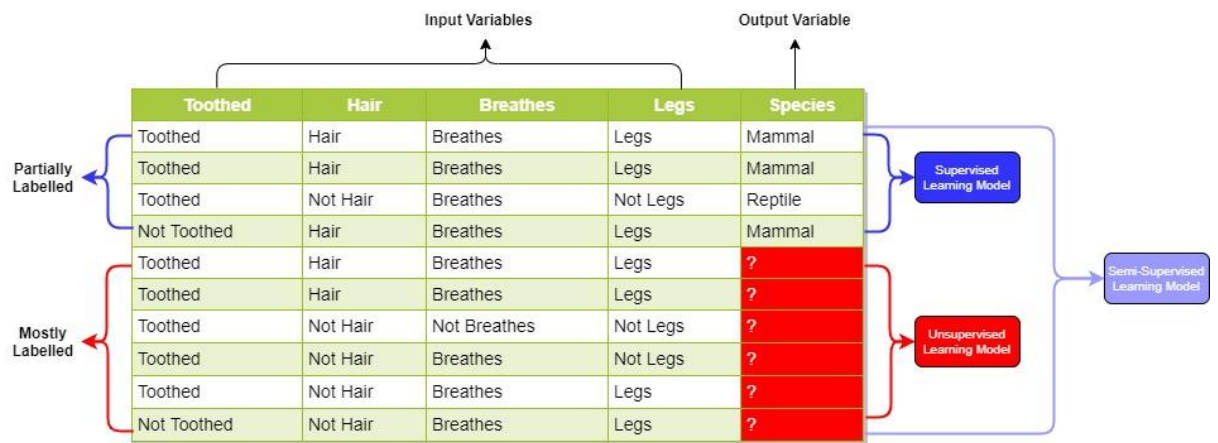 Input Variables
Output Variable
Toothed Hair Breathes Legs Species
Toothed Hair Breathes Legs Mammal
Toothed Hair Breathes Legs Mammal
Toothed Not Hair Breathes Not Legs Reptile
Not Toothed Hair Breathes Legs Mammal
Toothed Hair Breathes Legs ?
Toothed Hair Breathes Legs ?
Toothed Not Hair Not Breathes Not Legs ?
Toothed Not Hair Breathes Not Legs ?
Toothed Not Hair Breathes Legs ?
Not Toothed Not Hair Breathes Legs ?
Partially
Labelled
Mostly
Labelled
Supervised
Learning Model
Unsupervised
Learning Model
Semi-Supervised
Learning Model